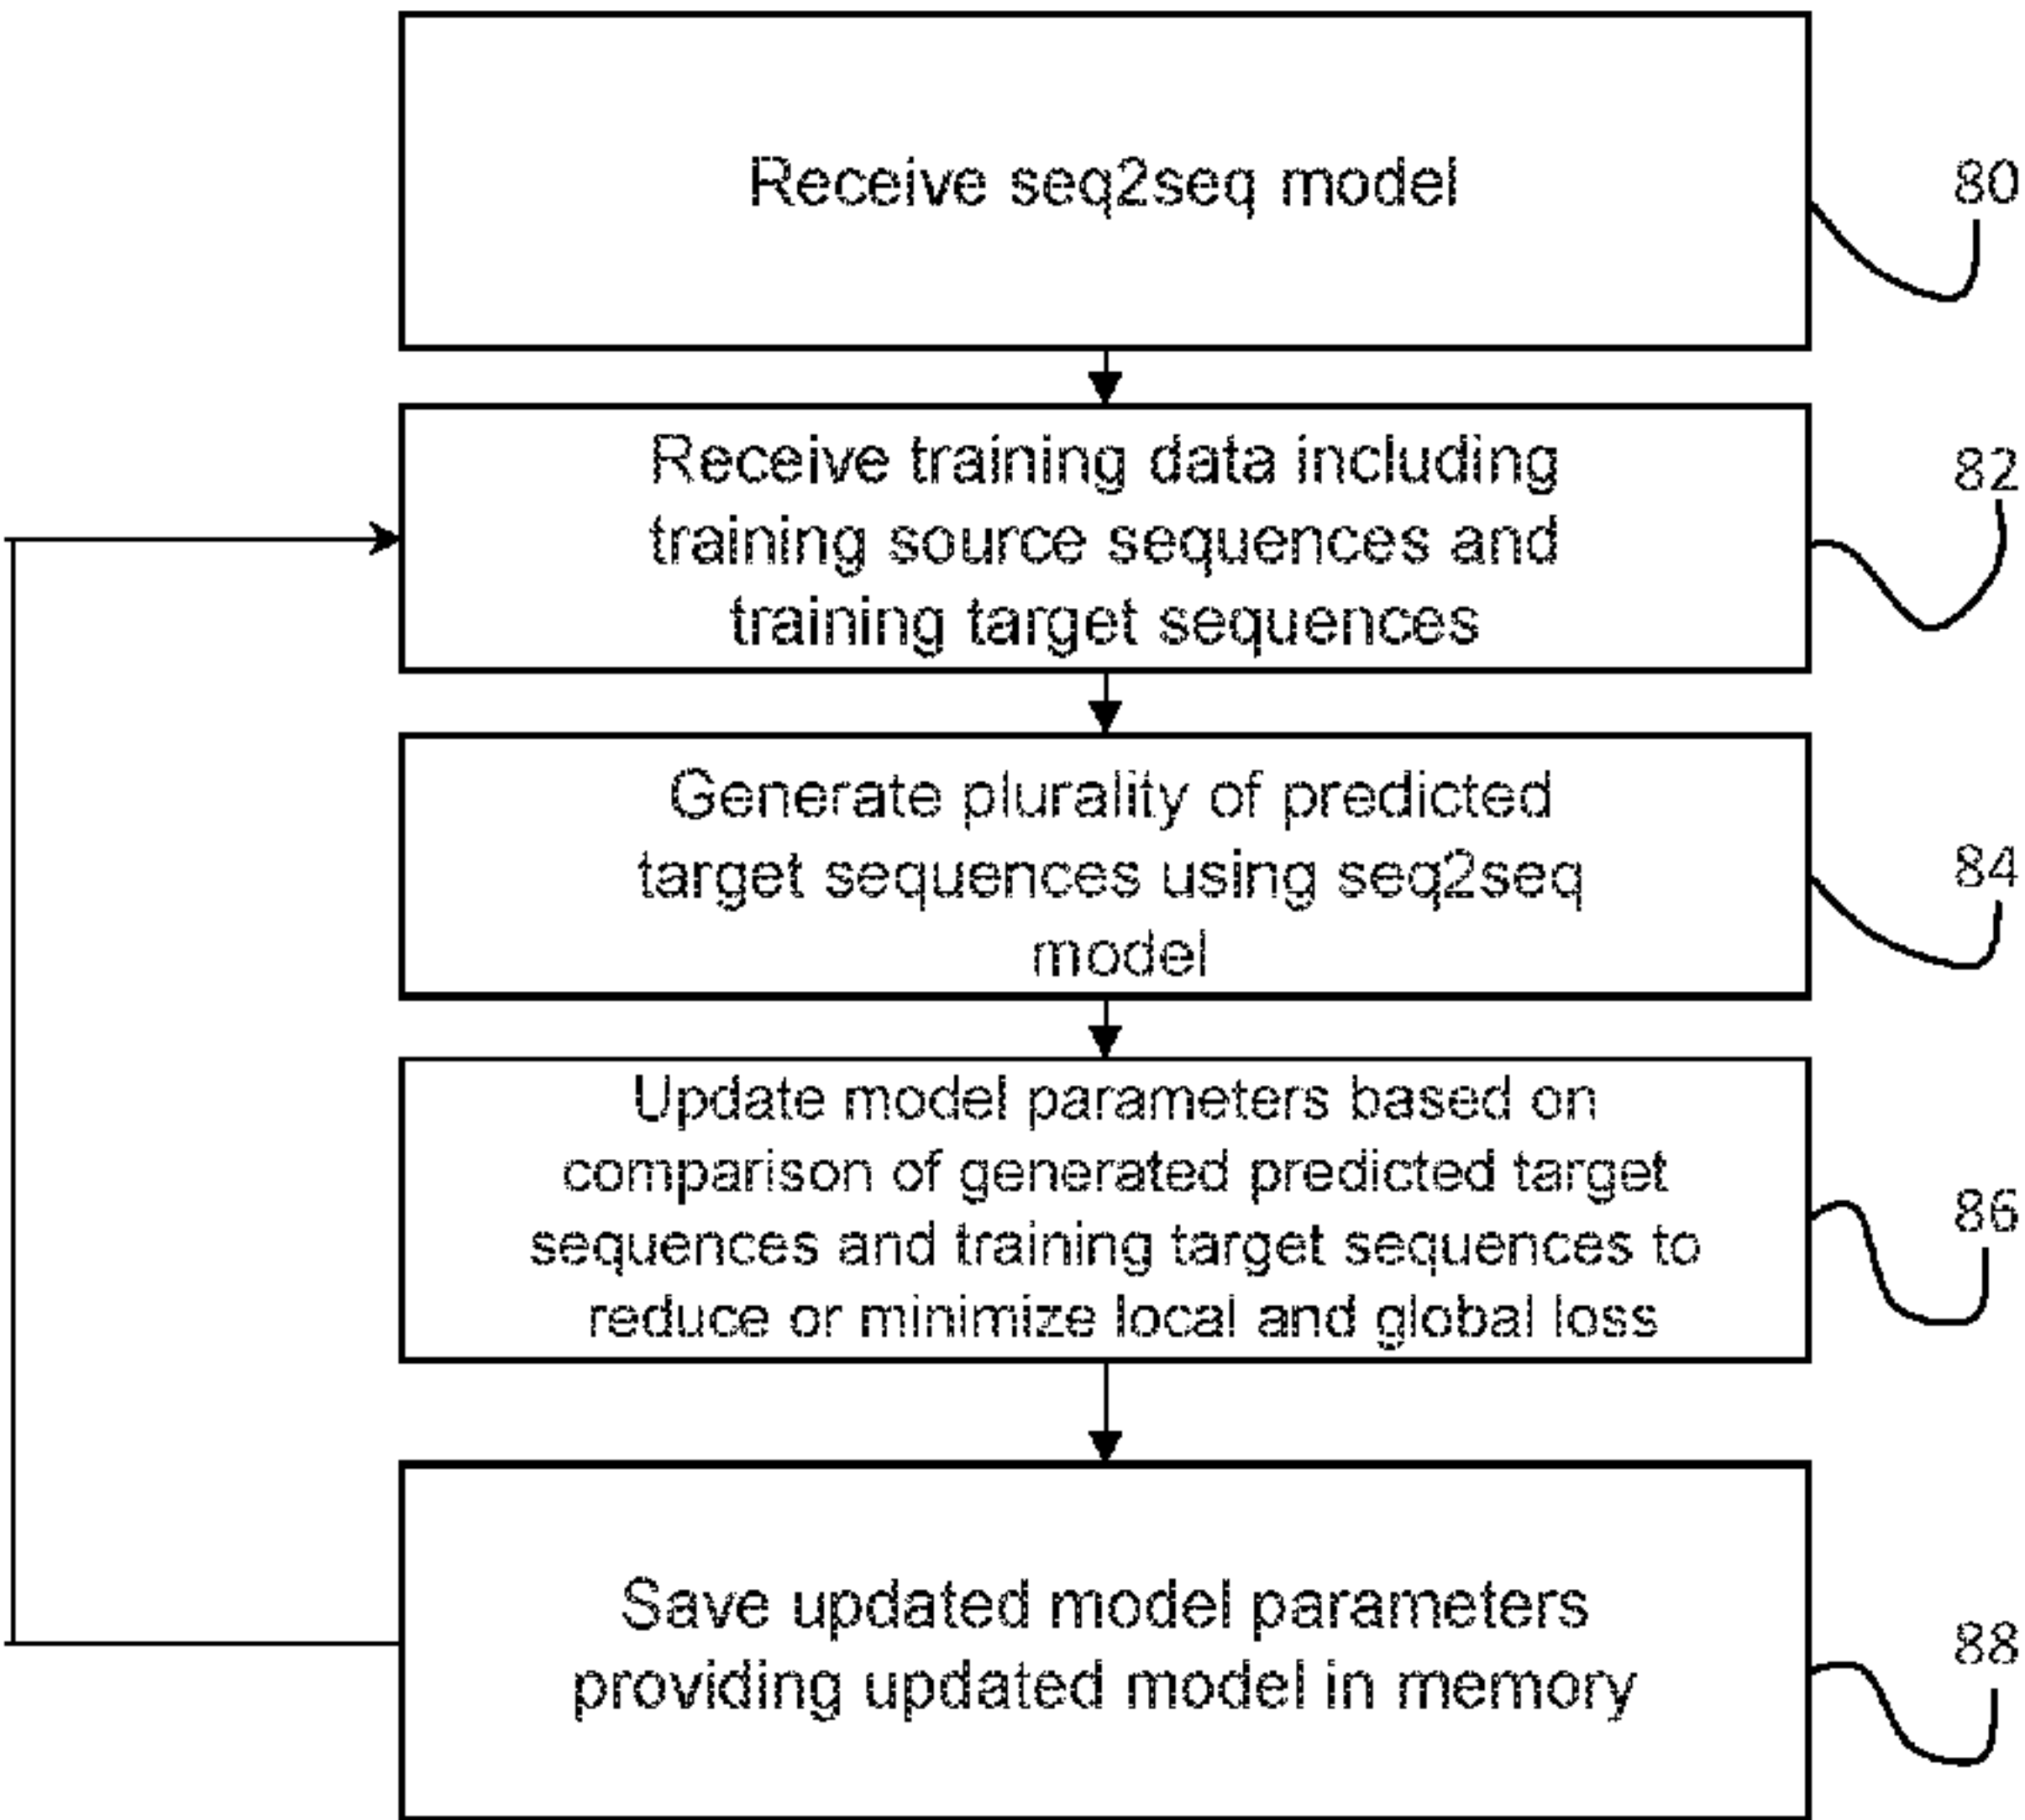 Receive seq2seq model
80
Receive training data including
training source sequences and
training target sequences
82
Generate plurality of predicted
target sequences using seq2seq
model
84
Update model parameters based on
comparison of generated predicted target
sequences and training target sequences to
reduce or minimize local and global loss
86
Save updated model parameters
providing updated model in memory
88